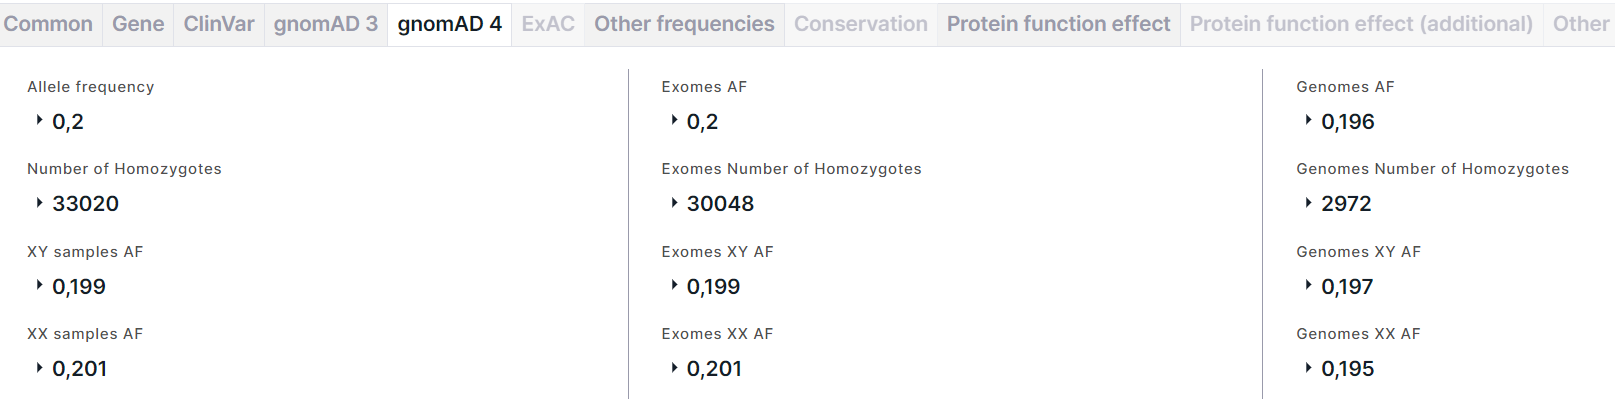 Common Gene ClinVar gnomAD 3 gnomAD 4 ExAC Other frequencies Conservation Protein function effect Protein function effect (additional) Other
Allele frequency Exomes AF Genomes AF
0,2 0,2 0,196
Number of Homozygotes Exomes Number of Homozygotes Genomes Number of Homozygotes
33020 30048 2972
XY samples AF Exomes XY AF Genomes XY AF
0,199 0,199 0,197
XX samples AF Exomes XX AF Genomes XX AF
0,201 0,201 0,195